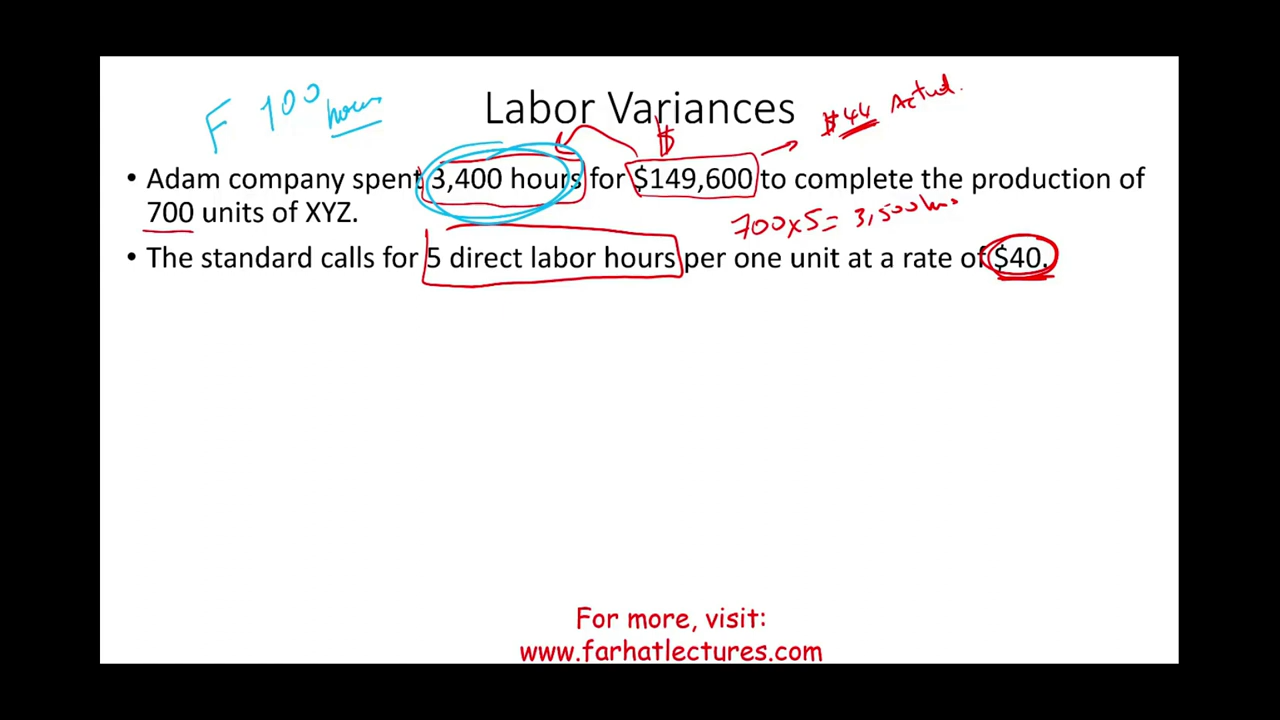 F 100 hours
Labor Variances
$44 Actual.
$
• Adam company spent 3,400 hours for $149,600 to complete the production of
700 units of XYZ.
700x5= 3,500 hrs
• The standard calls for 5 direct labor hours per one unit at a rate of $40.
For more, visit:
www.farhatlectures.com